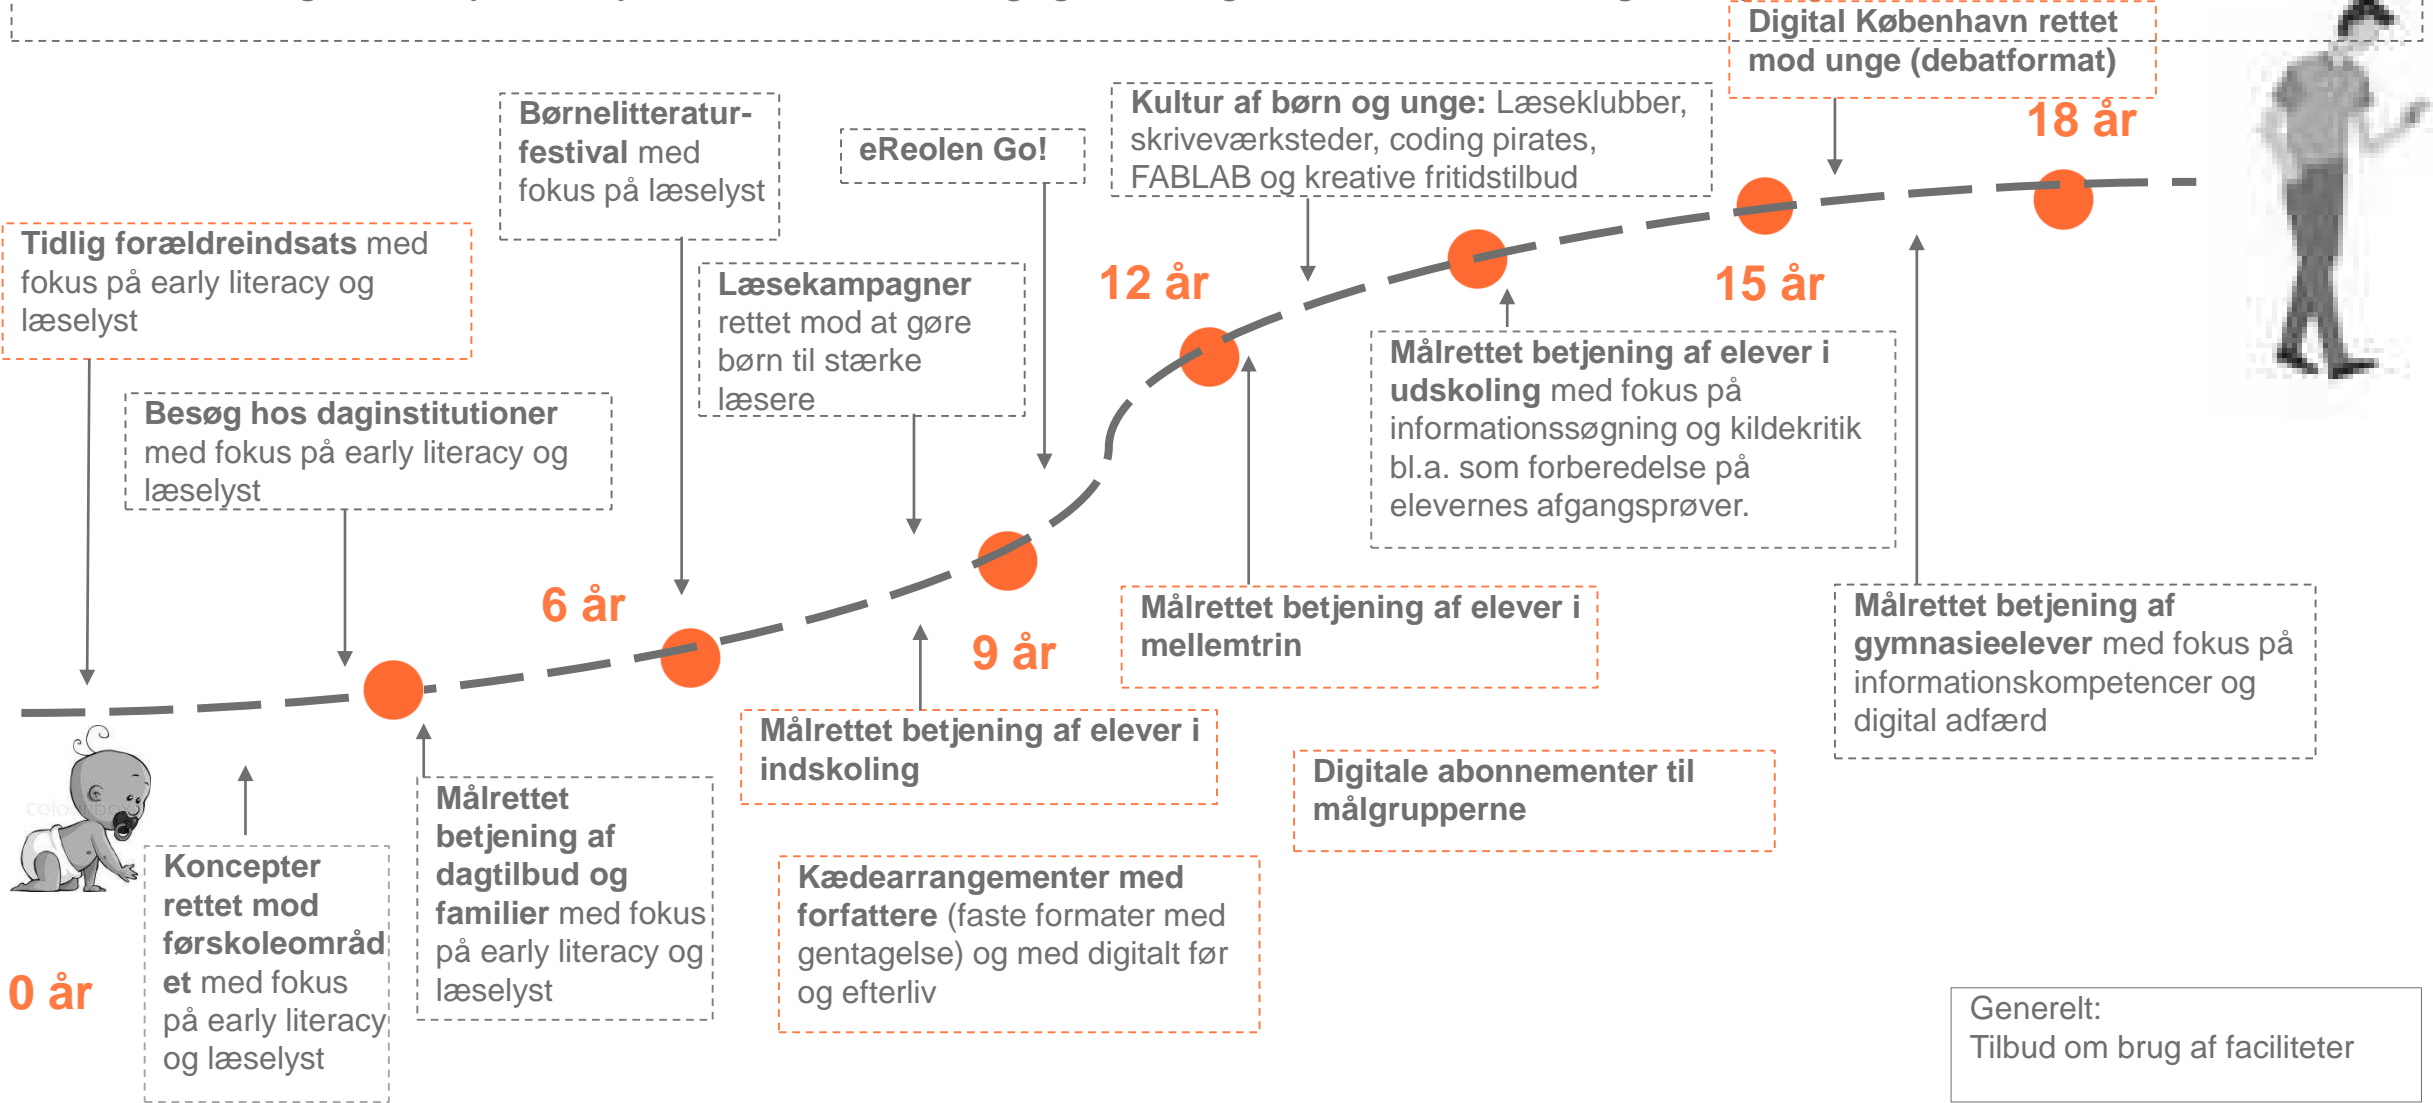 Digital København rettet
mod unge (debatformat)
18 år
Børnelitteratur-
festival med
fokus på læselyst
eReolen Go!
Kultur af børn og unge: Læseklubber,
skriveværksteder, coding pirates,
FABLAB og kreative fritidstilbud
Tidlig forældreindsats med
fokus på early literacy og
læselyst
Læsekampagner
rettet mod at gøre
børn til stærke
læsere
12 år
15 år
Målrettet betjening af elever i
udskoling med fokus på
informationssøgning og kildekritik
bl.a. som forberedelse på
elevernes afgangsprøver.
Besøg hos daginstitutioner
med fokus på early literacy og
læselyst
6 år
9 år
Målrettet betjening af elever i
mellemtrin
Målrettet betjening af
gymnasieelever med fokus på
informationskompetencer og
digital adfærd
Målrettet betjening af elever i
indskoling
Digitale abonnementer til
målgrupperne
0 år
Koncepter
rettet mod
førskoleområd
et med fokus
på early literacy
og læselyst
Målrettet
betjening af
dagtilbud og
familier med fokus
på early literacy og
læselyst
Kædearrangementer med
forfattere (faste formater med
gentagelse) og med digitalt før
og efterliv
Generelt:
Tilbud om brug af faciliteter